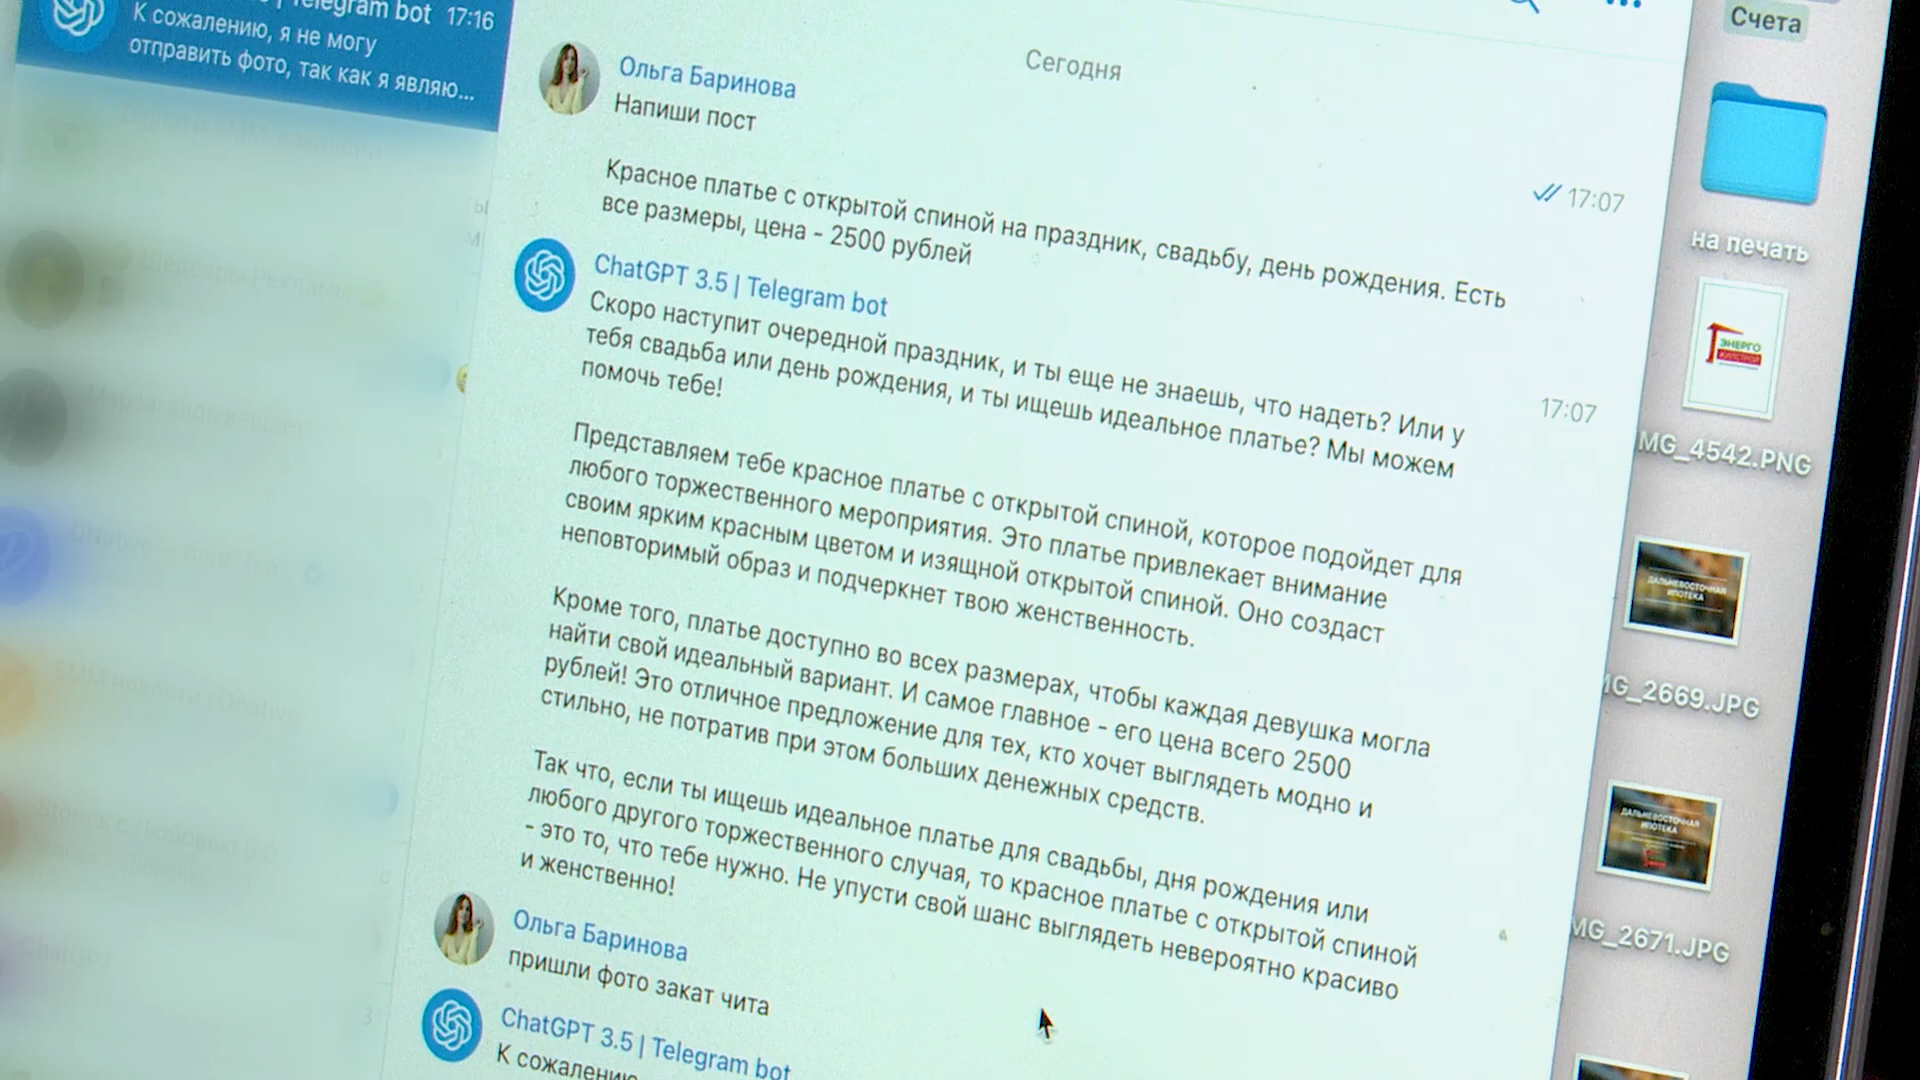 Telegram bot 17:16
К сожалению, я не могу
отправить фото, так как я являю...
Сегодня
Ольга Баринова
Напиши пост
17:07
Красное платье с открытой спиной на праздник, свадьбу, день рождения. Есть
все размеры, цена - 2500 рублей
ChatGPT 3.5 | Telegram bot
17:07
Скоро наступит очередной праздник, и ты еще не знаешь, что надеть? Или у
тебя свадьба или день рождения, и ты ищешь идеальное платье? Мы можем
помочь тебе!
Представляем тебе красное платье с открытой спиной, которое подойдет для
любого торжественного мероприятия. Это платье привлекает внимание
своим ярким красным цветом и изящной открытой спиной. Оно создаст
неповторимый образ и подчеркнет твою женственность.
Кроме того, платье доступно во всех размерах, чтобы каждая девушка могла
найти свой идеальный вариант. И самое главное - его цена всего 2500
рублей! Это отличное предложение для тех, кто хочет выглядеть модно и
стильно, не потратив при этом больших денежных средств.
Так что, если ты ищешь идеальное платье для свадьбы, дня рождения или
любого другого торжественного случая, то красное платье с открытой спиной
- это то, что тебе нужно. Не упусти свой шанс выглядеть невероятно красиво
и женственно!
Ольга Баринова
пришли фото закат чита
ChatGPT 3.5 | Telegram bot
К сожалению
Счета
на печать
ЭНЕРГО
MG_4542.PNG
ДАЛЬНЕВОСТОЧНАЯ
ИПОТЕКА
MG_2669.JPG
ДАЛЬНЕВОСТОЧНАЯ
ИПОТЕКА
MG_2671.JPG